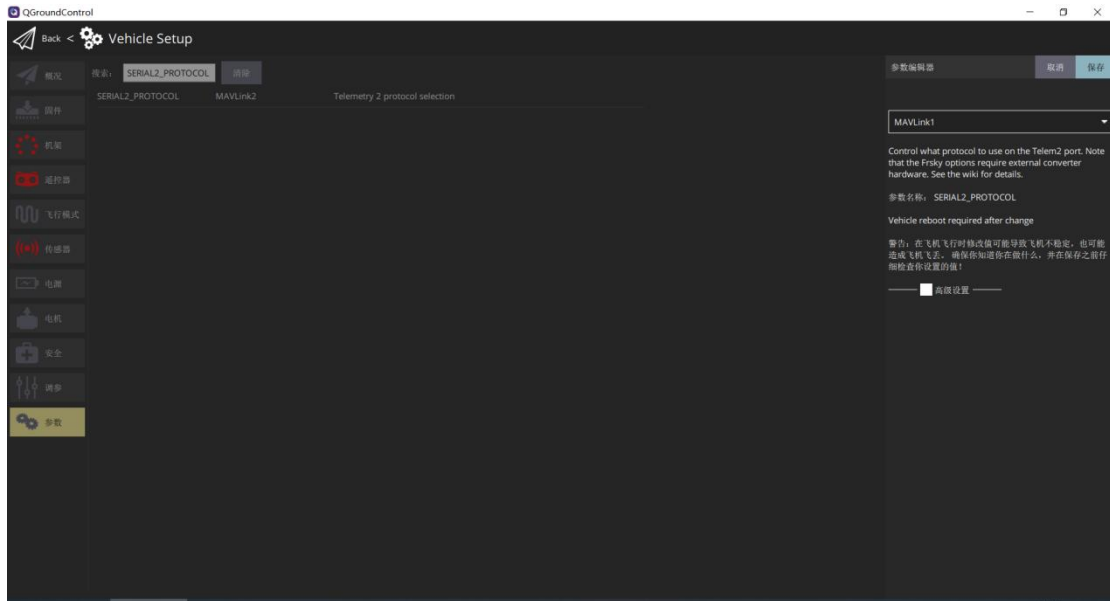 QGroundControl
Back < Vehicle Setup
概况
固件
机架
遥控器
飞行模式
传感器
电源
电机
安全
调参
参数
搜索: SERIAL2_PROTOCOL 清除
SERIAL2_PROTOCOL MAVLink2 Telemetry 2 protocol selection
参数编辑器 取消 保存
MAVLink1
Control what protocol to use on the Telem2 port. Note
that the Frsky options require external converter
hardware. See the wiki for details.
参数名称: SERIAL2_PROTOCOL
Vehicle reboot required after change
警告: 在飞机飞行时修改值可能导致飞机不稳定, 也可能
造成飞机飞丢。 确保你知道你在做什么, 并在保存之前仔
细检查你设置的值!
高级设置